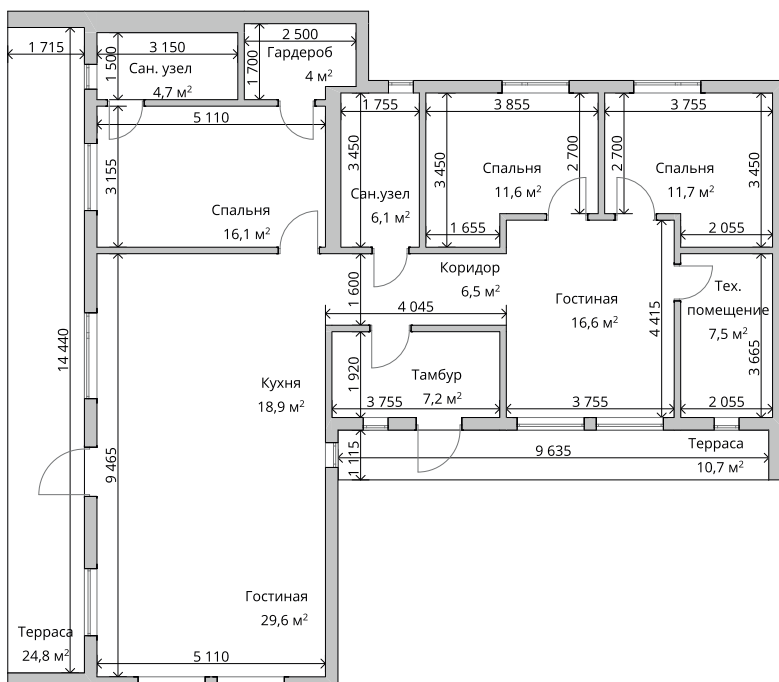 2 500
1 715
3 150
Гардероб
1 500
Сан. узел
1 700
4 м²
4,7 м²
5 110
1 755
3 855
3 755
3 155
3 450
3 450
2 700
2 700
3 450
Спальня
11,6 м²
Спальня
11,7 м²
Сан.узел
6,1 м²
Спальня
16,1 м²
1 655
2 055
Коридор
6,5 м²
1 600
4 045
Гостиная
16,6 м²
4 415
Тех.
помещение
7,5 м²
3 665
14 440
Кухня
18,9 м²
1 920
Тамбур
7,2 м²
3 755
3 755
2 055
9 465
1 115
9 635
Терраса
10,7 м²
Гостиная
29,6 м²
Терраса
24,8 м²
5 110